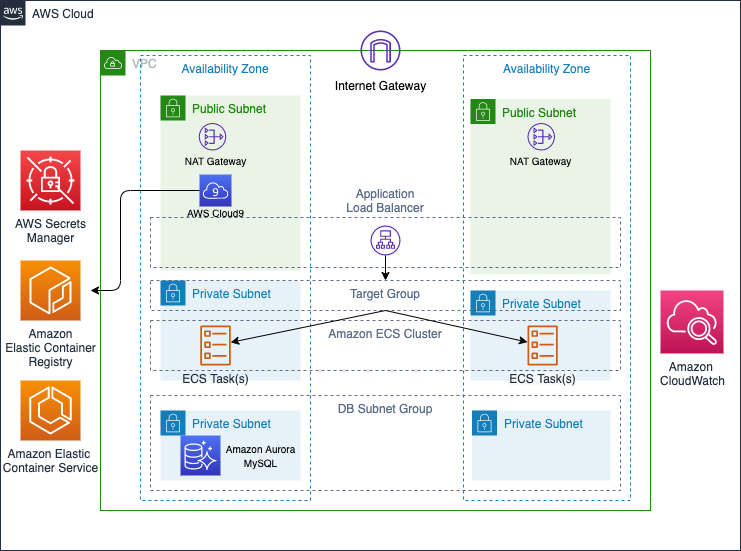 aws
AWS Cloud
VPC
Availability Zone
Internet Gateway
Availability Zone
Public Subnet
NAT Gateway
9
AWS Cloud9
Public Subnet
NAT Gateway
Application
Load Balancer
AWS Secrets
Manager
Amazon
Elastic Container
Registry
Amazon Elastic
Container Service
Private Subnet
Target Group
Private Subnet
Amazon ECS Cluster
ECS Task(s)
ECS Task(s)
Amazon
CloudWatch
DB Subnet Group
Private Subnet
Amazon Aurora
MySQL
Private Subnet